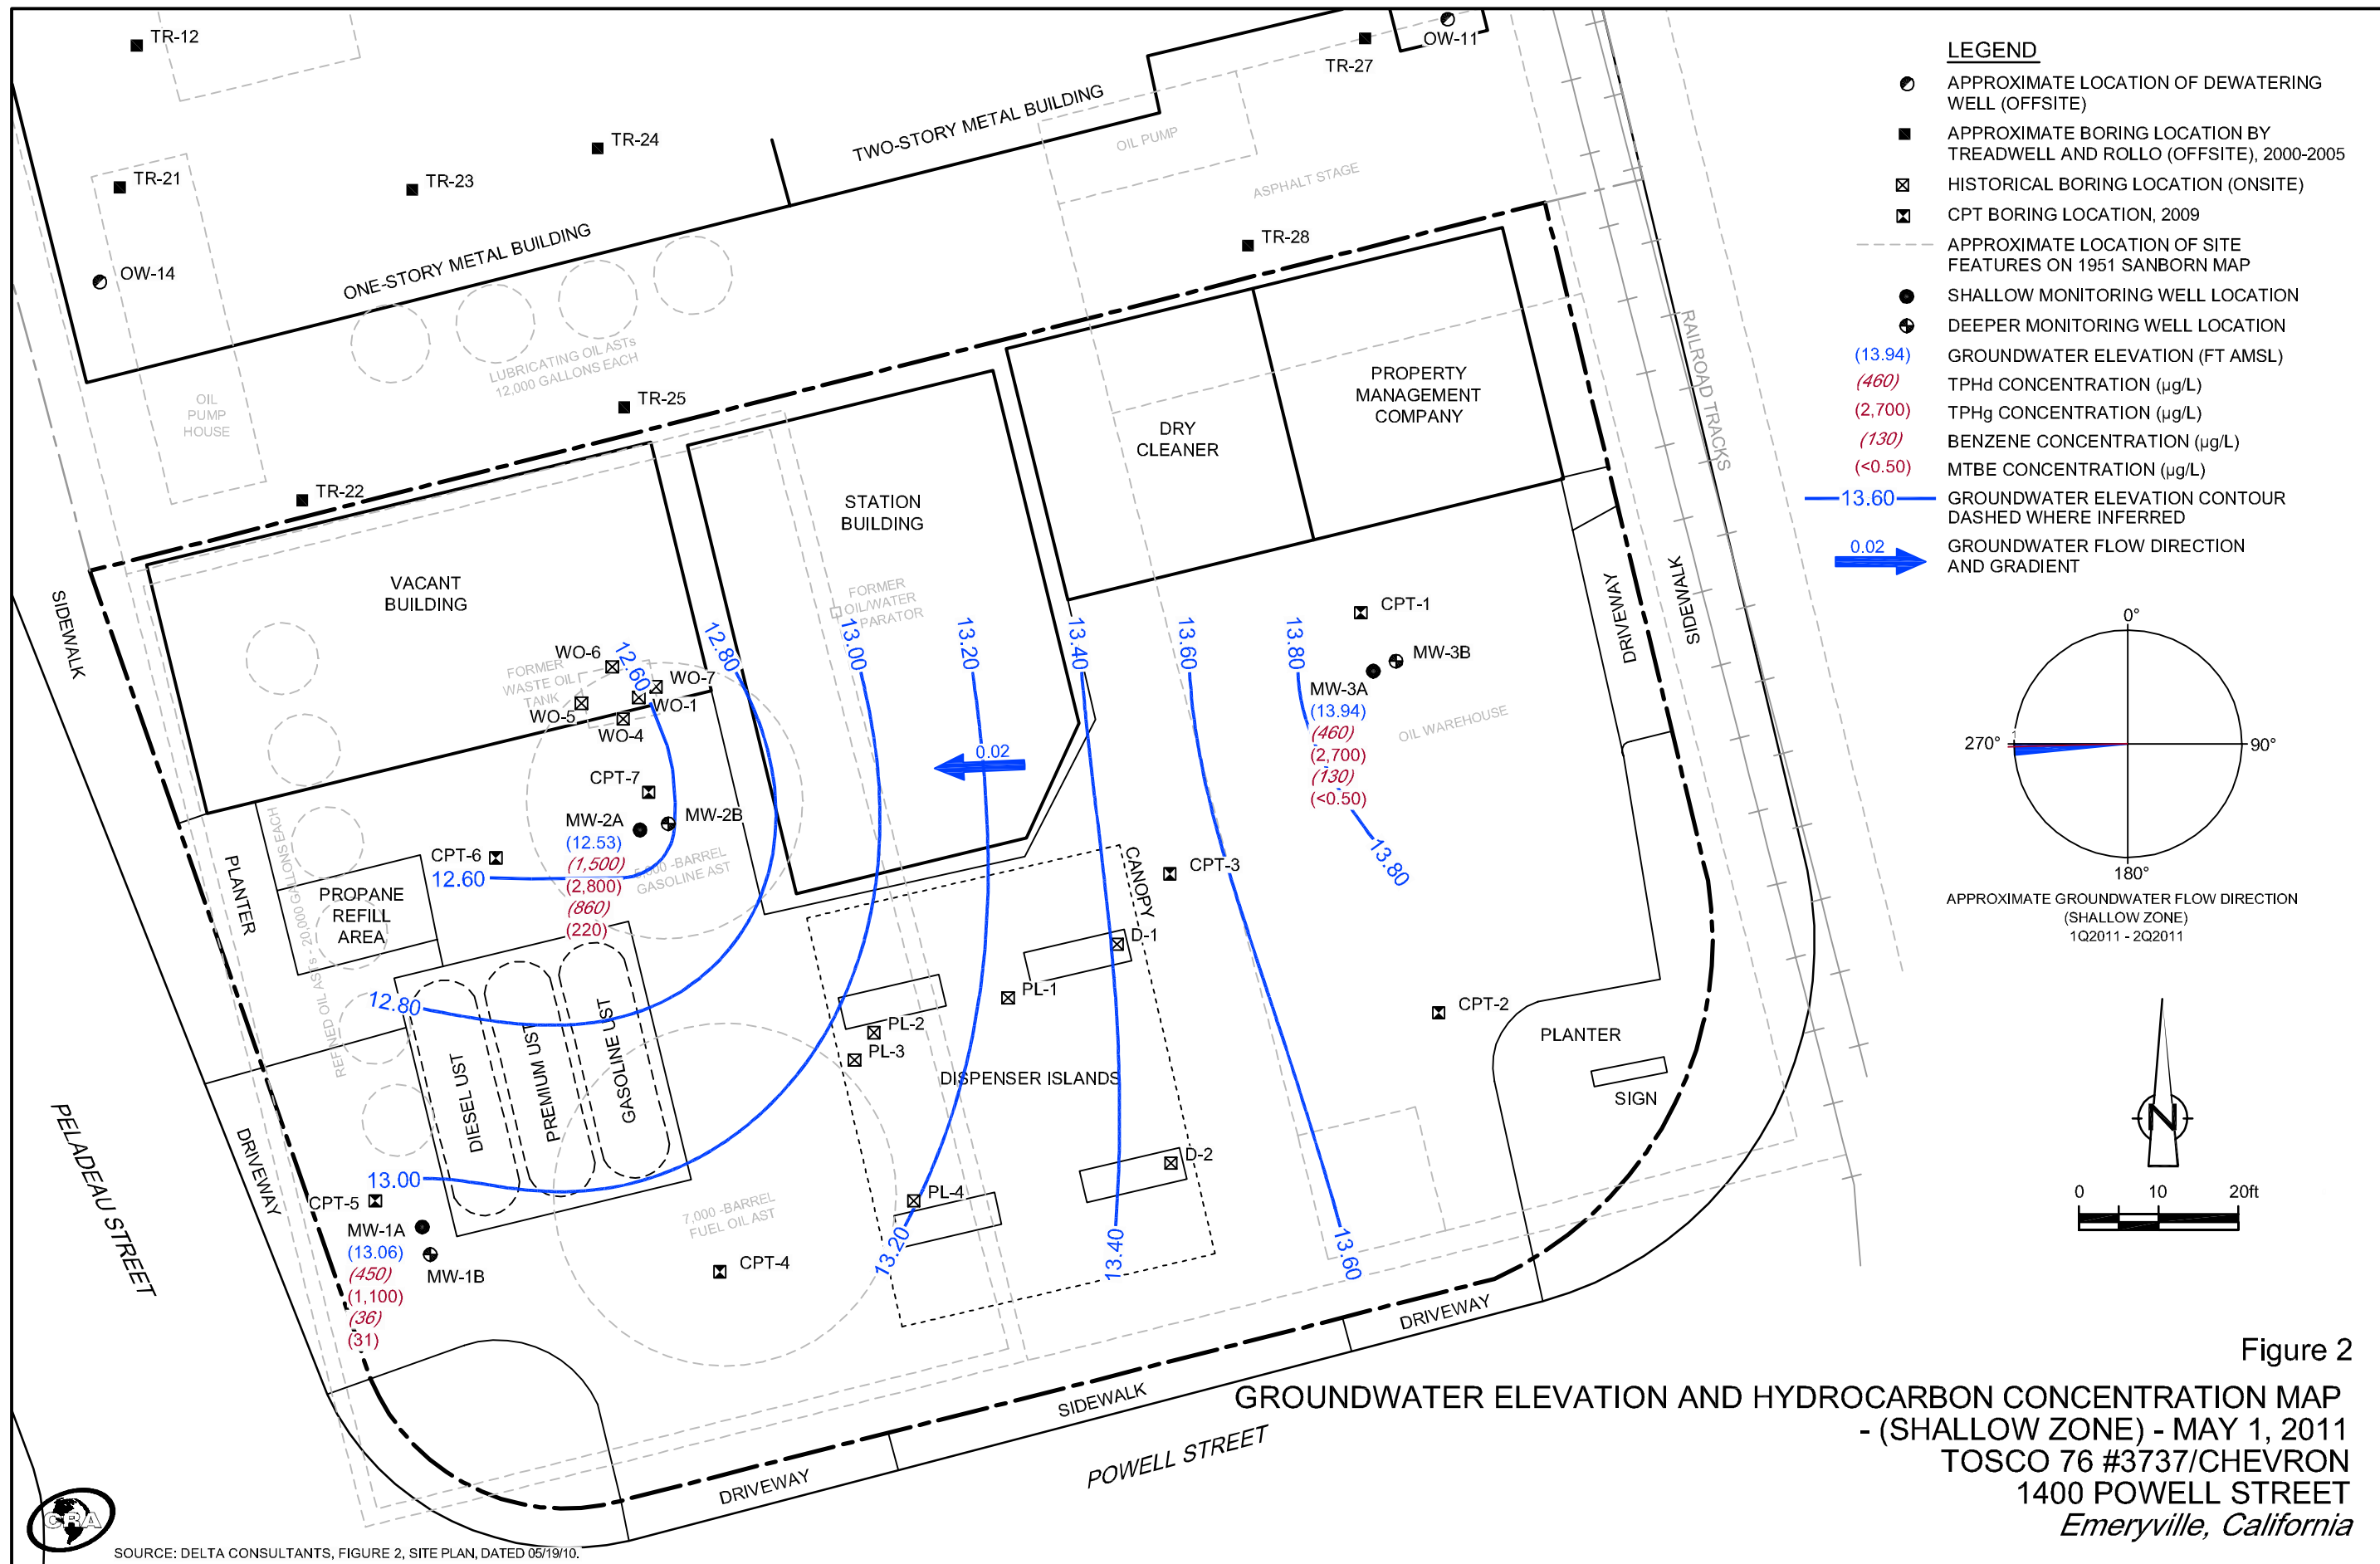 TR-12
TR-27
OW-11
TWO-STORY METAL BUILDING
TR-24
OIL PUMP
TR-21
TR-23
ASPHALT STAGE
TR-28
ONE-STORY METAL BUILDING
OW-14
LUBRICATING OIL ASTs
12,000 GALLONS EACH
RAILROAD TRACKS
OIL
PUMP
HOUSE
TR-25
TR-22
PROPERTY
MANAGEMENT
COMPANY
DRY
CLEANER
STATION
BUILDING
VACANT
BUILDING
SIDEWALK
FORMER
OIL/WATER
PARATOR
DRIVEWAY
SIDEWALK
CPT-1
MW-3B
MW-3A
(13.94)
(460)
(2,700)
(130)
(<0.50)
OIL WAREHOUSE
12.60
12.80
13.00
13.20
13.40
13.60
13.80
WO-6
FORMER
WASTE OIL
TANK
WO-7
WO-1
WO-5
WO-4
0.02
CPT-7
MW-2A
MW-2B
(12.53)
(1,500)
(2,800)
(860)
(220)
CPT-6
12.60
-BARREL
GASOLINE AST
PROPANE
REFILL
AREA
PLANTER
REFINED OIL ASTs - 20,000 GALLONS EACH
CANOPY
CPT-3
13.80
D-1
PL-1
PL-2
PL-3
12.80
DIESEL UST
PREMIUM UST
GASOLINE UST
DISPENSER ISLANDS
CPT-2
PLANTER
SIGN
D-2
PL-4
13.00
CPT-5
MW-1A
(13.06)
(450)
(1,100)
(36)
(31)
MW-1B
7,000 -BARREL
FUEL OIL AST
CPT-4
13.20
13.40
13.60
PELADEAU STREET
DRIVEWAY
DRIVEWAY
SIDEWALK
DRIVEWAY
POWELL STREET
LEGEND
APPROXIMATE LOCATION OF DEWATERING
WELL (OFFSITE)
APPROXIMATE BORING LOCATION BY
TREADWELL AND ROLLO (OFFSITE), 2000-2005
HISTORICAL BORING LOCATION (ONSITE)
CPT BORING LOCATION, 2009
APPROXIMATE LOCATION OF SITE
FEATURES ON 1951 SANBORN MAP
SHALLOW MONITORING WELL LOCATION
DEEPER MONITORING WELL LOCATION
(13.94) GROUNDWATER ELEVATION (FT AMSL)
(460) TPHd CONCENTRATION (µg/L)
(2,700) TPHg CONCENTRATION (µg/L)
(130) BENZENE CONCENTRATION (µg/L)
(<0.50) MTBE CONCENTRATION (µg/L)
13.60 GROUNDWATER ELEVATION CONTOUR
DASHED WHERE INFERRED
0.02 GROUNDWATER FLOW DIRECTION
AND GRADIENT
0°
270°
90°
180°
APPROXIMATE GROUNDWATER FLOW DIRECTION
(SHALLOW ZONE)
1Q2011 - 2Q2011
N
0 10 20ft
Figure 2
GROUNDWATER ELEVATION AND HYDROCARBON CONCENTRATION MAP
- (SHALLOW ZONE) - MAY 1, 2011
TOSCO 76 #3737/CHEVRON
1400 POWELL STREET
Emeryville, California
CRA
SOURCE: DELTA CONSULTANTS, FIGURE 2, SITE PLAN, DATED 05/19/10.